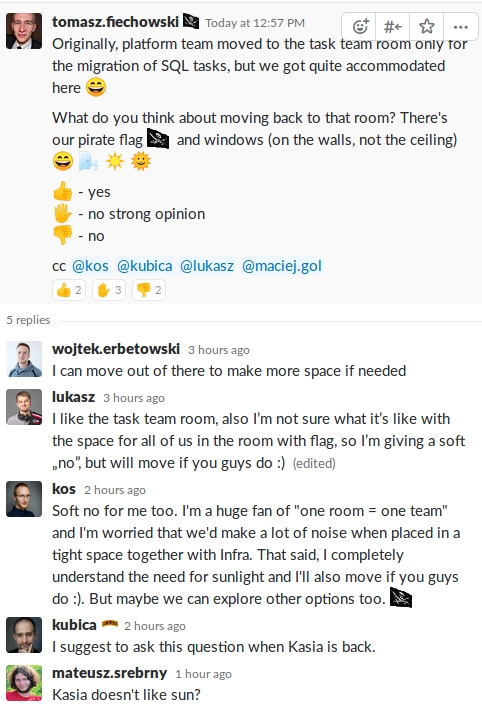 tomasz.fiechowski Today at 12:57 PM
Originally, platform team moved to the task team room only for
the migration of SQL tasks, but we got quite accommodated
here
What do you think about moving back to that room? There's
our pirate flag and windows (on the walls, not the ceiling)
- yes
- no strong opinion
- no
cc @kos @kubica @lukasz @maciej.gol
2 3 2
5 replies
wojtek.erbetowski 3 hours ago
I can move out of there to make more space if needed
lukasz 3 hours ago
I like the task team room, also I'm not sure what it's like with
the space for all of us in the room with flag, so I'm giving a soft
„no”, but will move if you guys do :) (edited)
kos 2 hours ago
Soft no for me too. I'm a huge fan of "one room = one team"
and I'm worried that we'd make a lot of noise when placed in a
tight space together with Infra. That said, I completely
understand the need for sunlight and I'll also move if you guys
do :). But maybe we can explore other options too.
kubica 2 hours ago
I suggest to ask this question when Kasia is back.
mateusz.srebrny 1 hour ago
Kasia doesn't like sun?